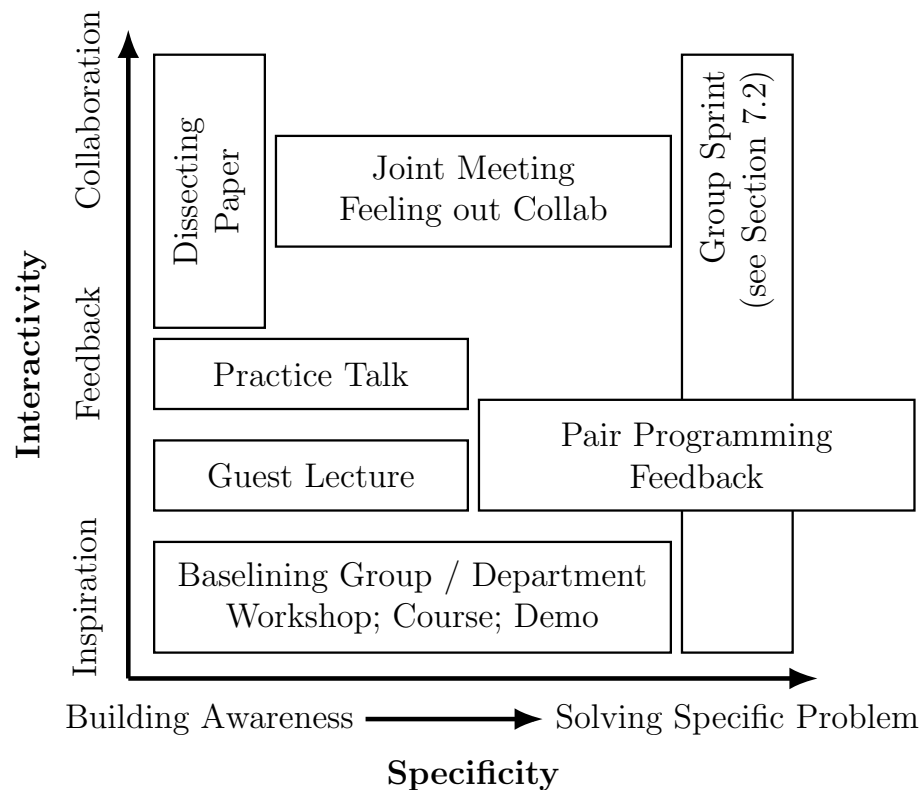 Interactivity
Collaboration
Feedback
Inspiration
Dissecting
Paper
Joint Meeting
Feeling out Collab
Group Sprint
(see Section 7.2)
Practice Talk
Guest Lecture
Pair Programming
Feedback
Baselining Group / Department
Workshop; Course; Demo
Building Awareness
Solving Specific Problem
Specificity